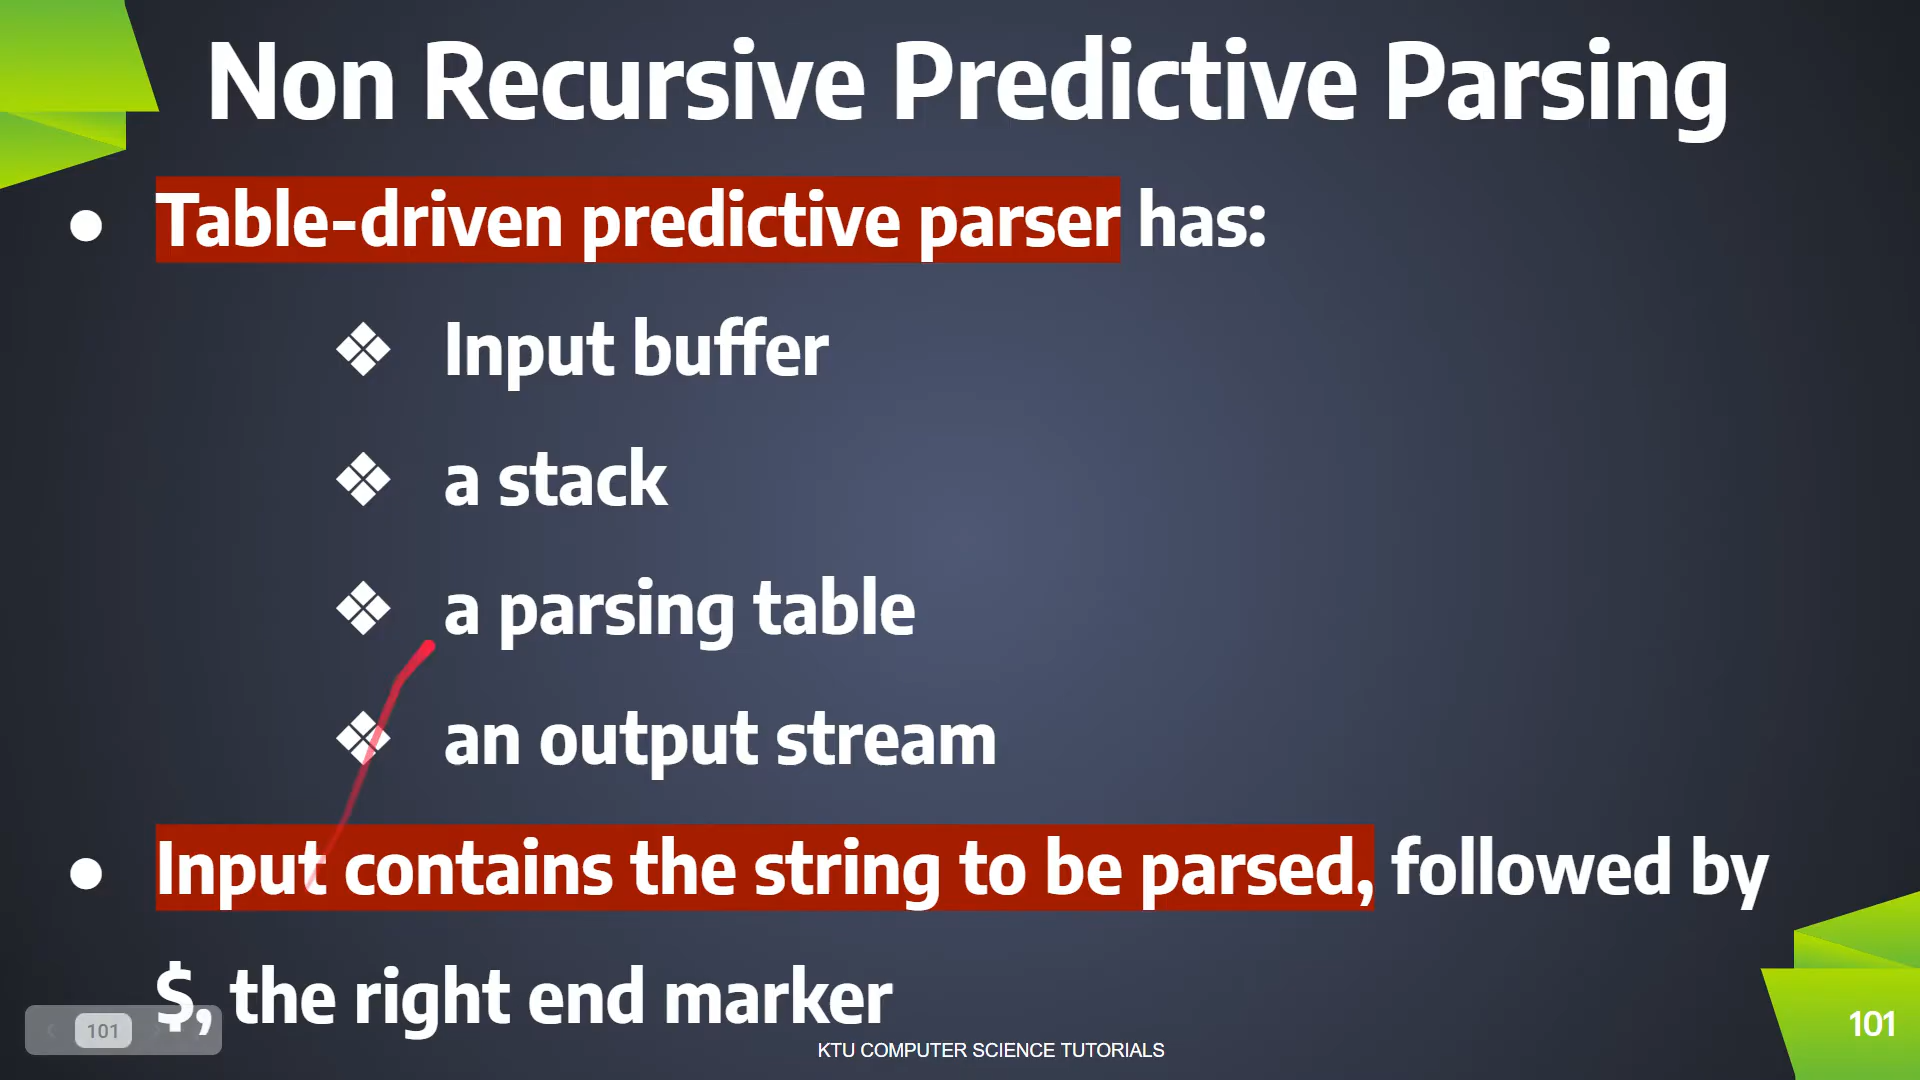 Non Recursive Predictive Parsing
● Table-driven predictive parser has:
❖ Input buffer
❖ a stack
❖ a parsing table
❖ an output stream
● Input contains the string to be parsed, followed by
$, the right end marker
101
101
KTU COMPUTER SCIENCE TUTORIALS